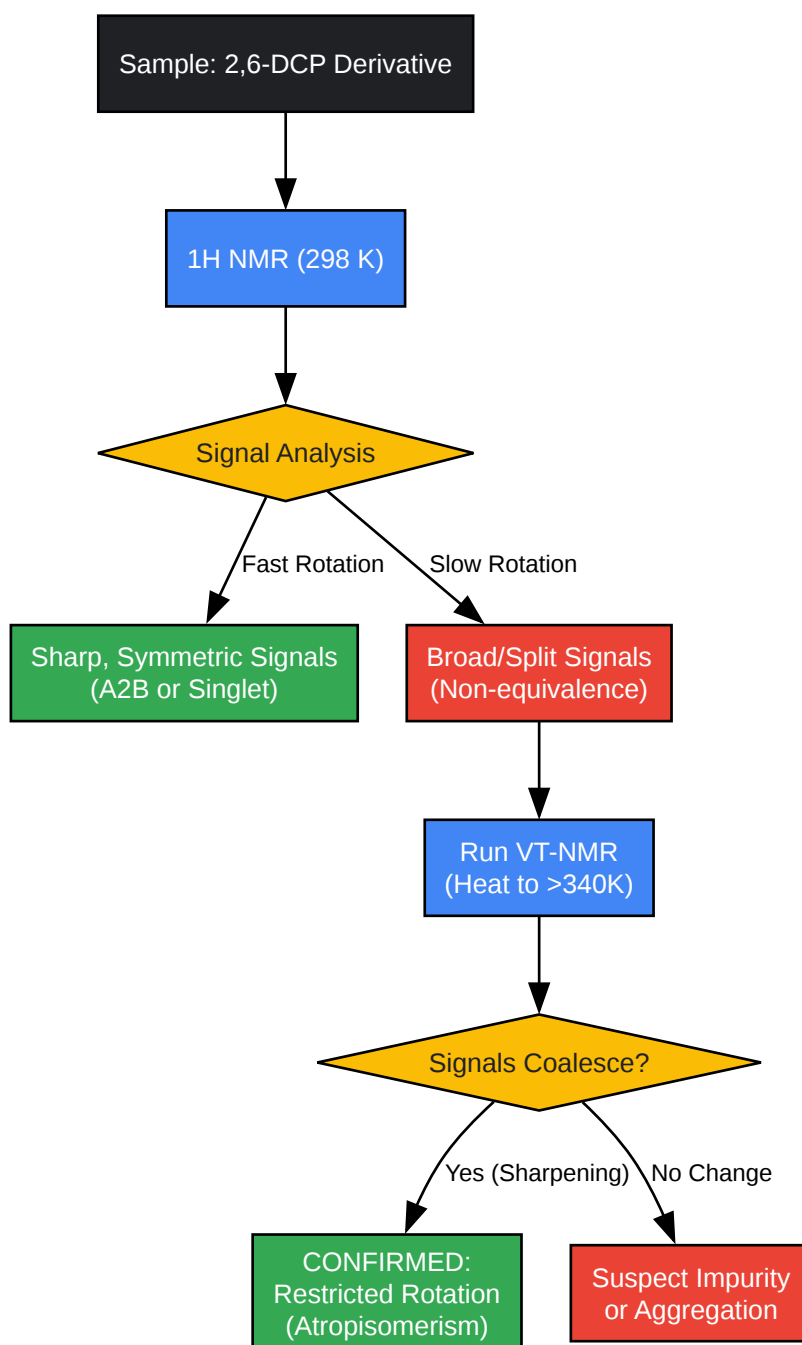 Sample: 2,6-DCP Derivative
1H NMR (298 K)
Signal Analysis
Fast Rotation
Slow Rotation
Sharp, Symmetric Signals
(A2B or Singlet)
Broad/Split Signals
(Non-equivalence)
Run VT-NMR
(Heat to >340K)
Signals Coalesce?
Yes (Sharpening)
No Change
CONFIRMED:
Restricted Rotation
(Atropisomerism)
Suspect Impurity
or Aggregation